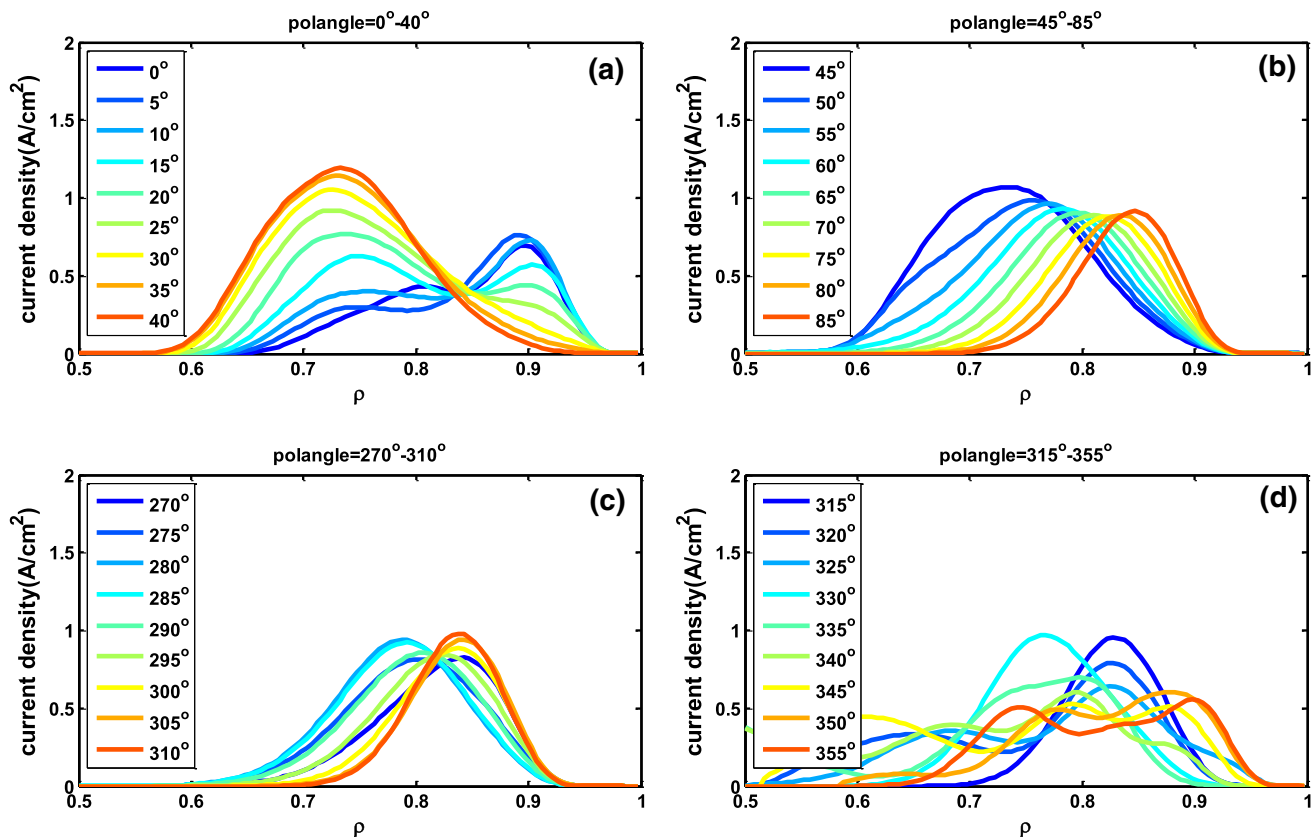 polangle=0°-40°
(a)
current density(A/cm²)
2
1.5
1
0.5
0
0°
5°
10°
15°
20°
25°
30°
35°
40°
0.5 0.6 0.7 0.8 0.9 1
ρ
polangle=45°-85°
(b)
current density(A/cm²)
2
1.5
1
0.5
0
45°
50°
55°
60°
65°
70°
75°
80°
85°
0.5 0.6 0.7 0.8 0.9 1
ρ
polangle=270°-310°
(c)
current density(A/cm²)
2
1.5
1
0.5
0
270°
275°
280°
285°
290°
295°
300°
305°
310°
0.5 0.6 0.7 0.8 0.9 1
ρ
polangle=315°-355°
(d)
current density(A/cm²)
2
1.5
1
0.5
0
315°
320°
325°
330°
335°
340°
345°
350°
355°
0.5 0.6 0.7 0.8 0.9 1
ρ